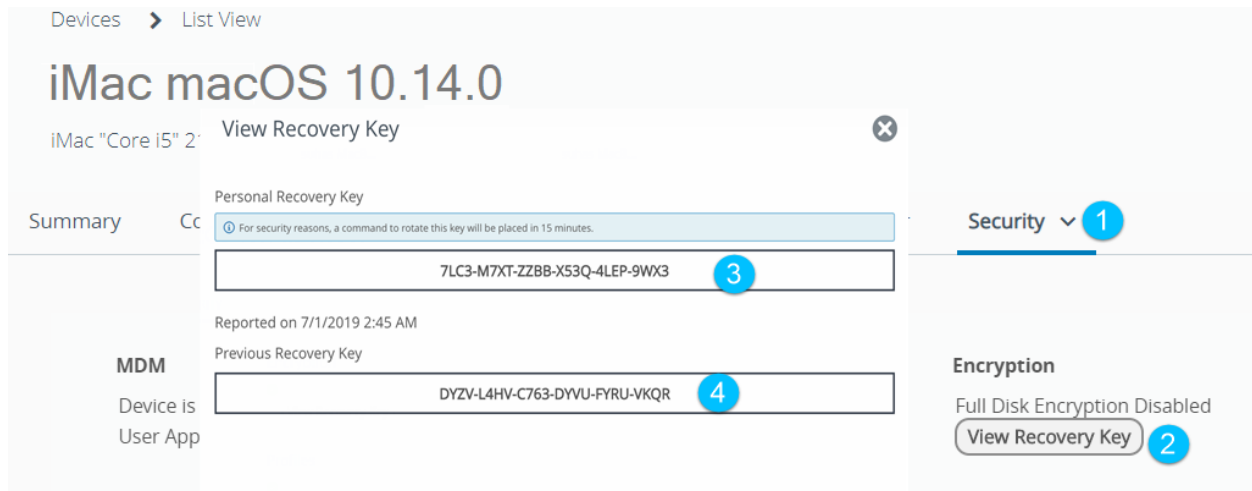 Devices > List View
iMac macOS 10.14.0
iMac "Core i5" 2
View Recovery Key
Personal Recovery Key
Summary
Co
For security reasons, a command to rotate this key will be placed in 15 minutes.
Security 1
7LC3-M7XT-ZZBB-X53Q-4LEP-9WX3 3
Reported on 7/1/2019 2:45 AM
Previous Recovery Key
DYZV-L4HV-C763-DYVU-FYRU-VKQR 4
MDM
Device is
User App
Encryption
Full Disk Encryption Disabled
View Recovery Key 2